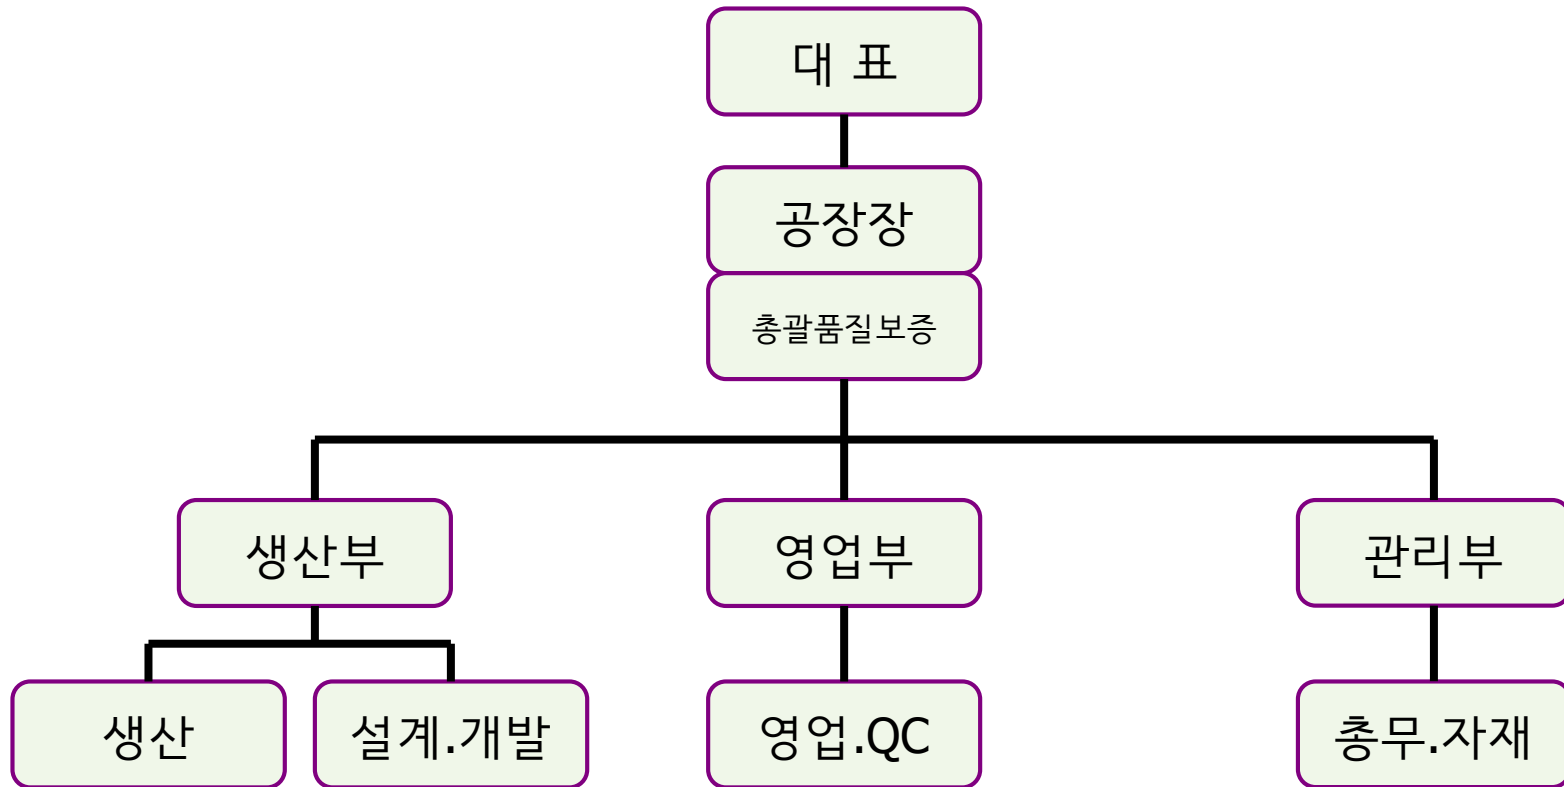 대 표
공장장
총괄품질보증
생산부
영업부
관리부
생산
설계.개발
영업.QC
총무.자재